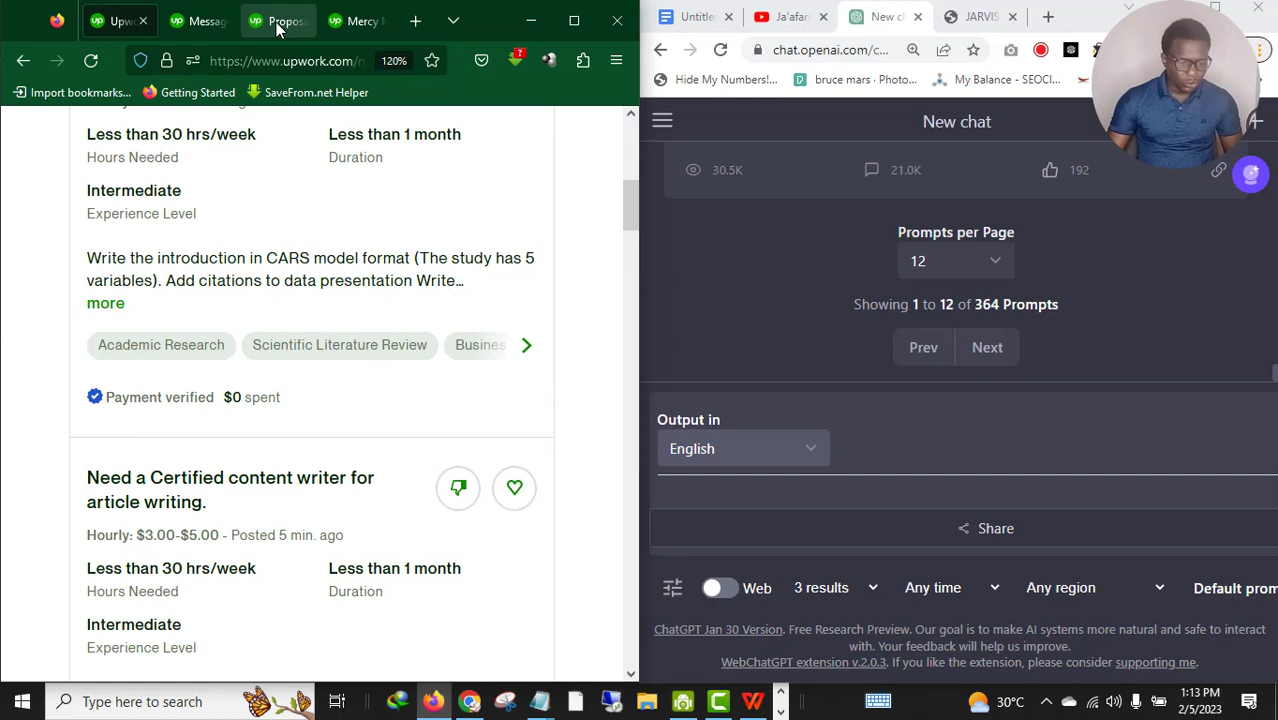 Upwo
Messag
Proposa
Mercy
https://www.upwork.com/n
120%
Import bookmarks...
Getting Started
SaveFrom.net Helper
Less than 30 hrs/week
Less than 1 month
Hours Needed
Duration
Intermediate
Experience Level
Write the introduction in CARS model format (The study has 5
variables). Add citations to data presentation Write...
more
Academic Research
Scientific Literature Review
Busines
Payment verified $0 spent
Need a Certified content writer for
article writing.
Hourly: $3.00-$5.00 - Posted 5 min. ago
Less than 30 hrs/week
Less than 1 month
Hours Needed
Duration
Intermediate
Experience Level
Untitle
Ja'afar
New ch
JARVIS
chat.openai.com/c...
Hide My Numbers!...
bruce mars · Photo...
My Balance - SEOCl
New chat
30.5K
21.0K
192
Prompts per Page
12
Showing 1 to 12 of 364 Prompts
Prev
Next
Output in
English
Share
Web
3 results
Any time
Any region
Default prom
ChatGPT Jan 30 Version. Free Research Preview. Our goal is to make AI systems more natural and safe to interact
with. Your feedback will help us improve.
WebChatGPT extension v.2.0.3. If you like the extension, please consider supporting me.
Type here to search
30°C
1:13 PM
2/5/2023